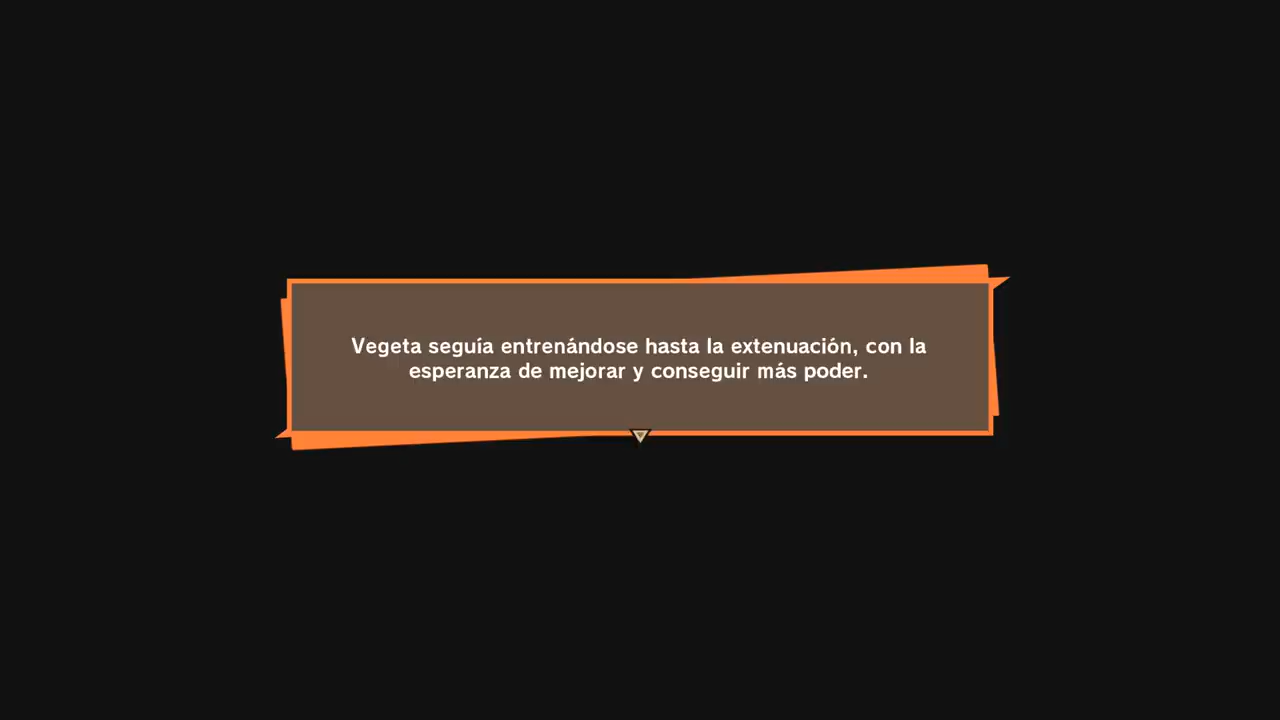 Vegeta seguía entrenándose hasta la extenuación, con la
esperanza de mejorar y conseguir más poder.